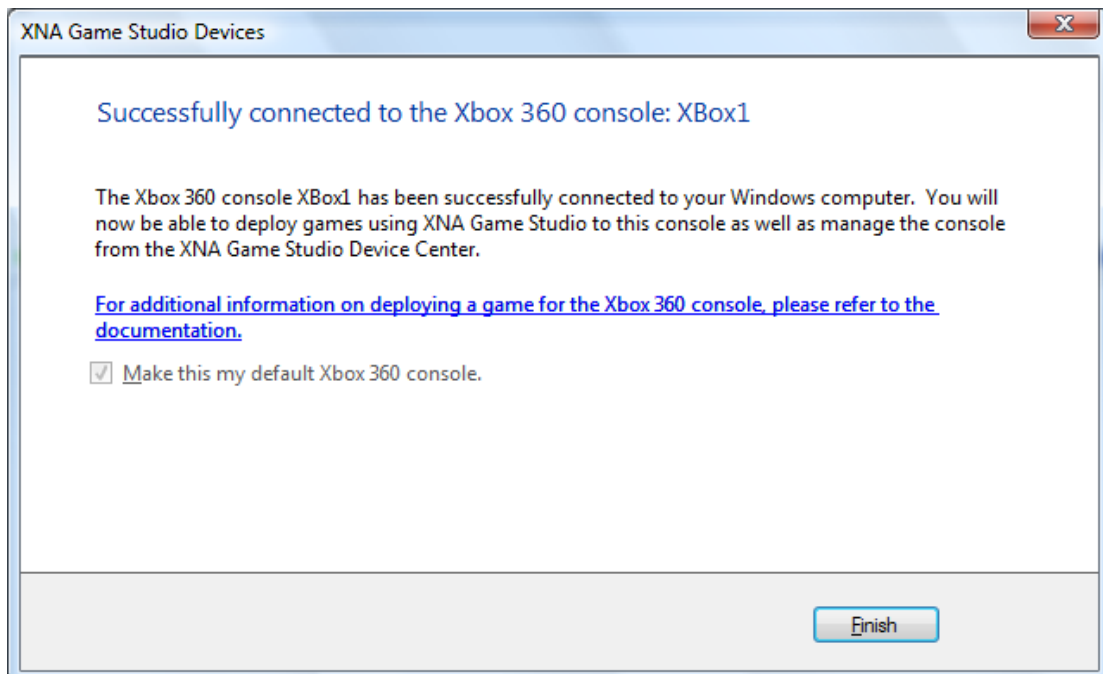 XNA Game Studio Devices
Successfully connected to the Xbox 360 console: XBox1
The Xbox 360 console XBox1 has been successfully connected to your Windows computer.  You will
now be able to deploy games using XNA Game Studio to this console as well as manage the console
from the XNA Game Studio Device Center.
For additional information on deploying a game for the Xbox 360 console, please refer to the
documentation.
Make this my default Xbox 360 console.
Finish